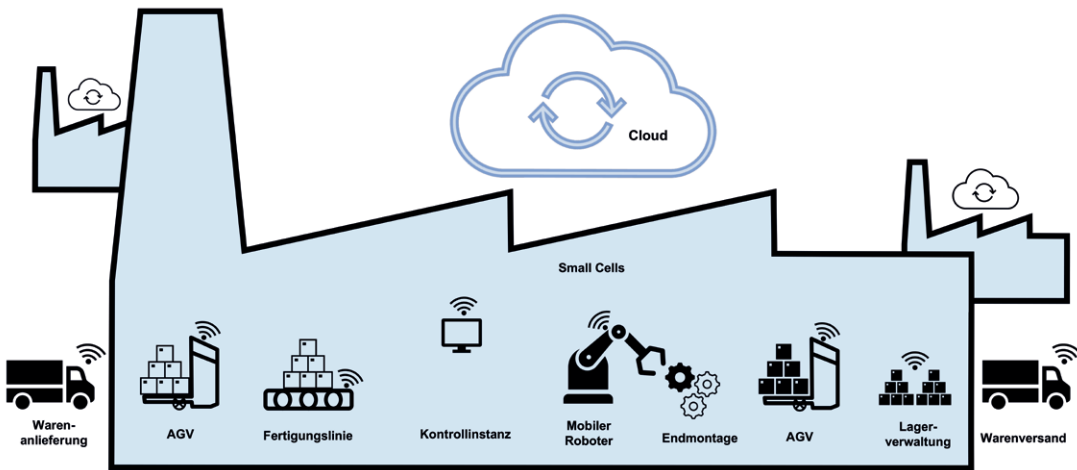 Cloud
Small Cells
Waren-
anlieferung
AGV
Fertigungslinie
Kontrollinstanz
Mobiler
Roboter
Endmontage
AGV
Lager-
verwaltung
Warenversand